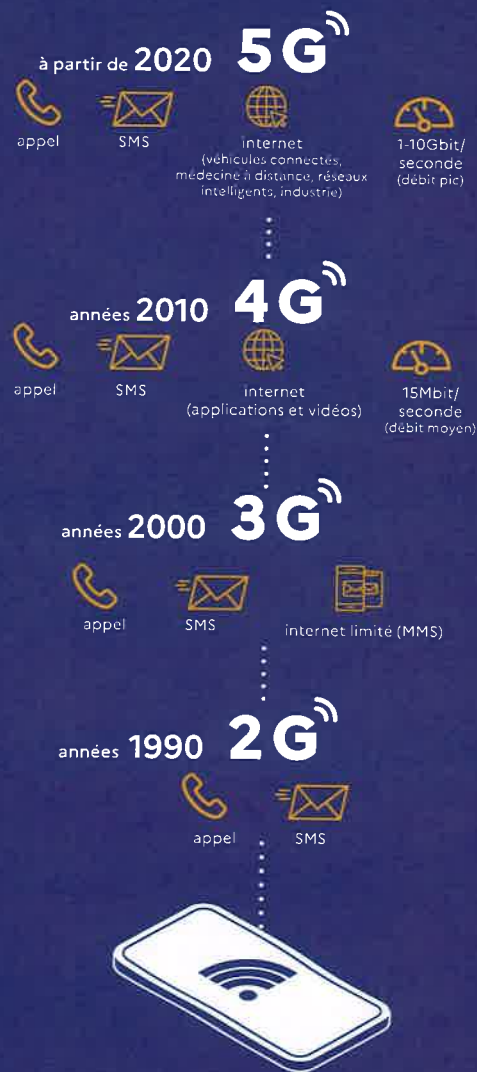 à partir de 2020 5G
appel
SMS
internet
(véhicules connectés,
médecine à distance, réseaux
intelligents, industrie)
1-10Gbit/
seconde
(débit pic)
années 2010 4G
appel
SMS
internet
(applications et vidéos)
15Mbit/
seconde
(débit moyen)
années 2000 3G
appel
SMS
internet limité (MMS)
années 1990 2G
appel
SMS